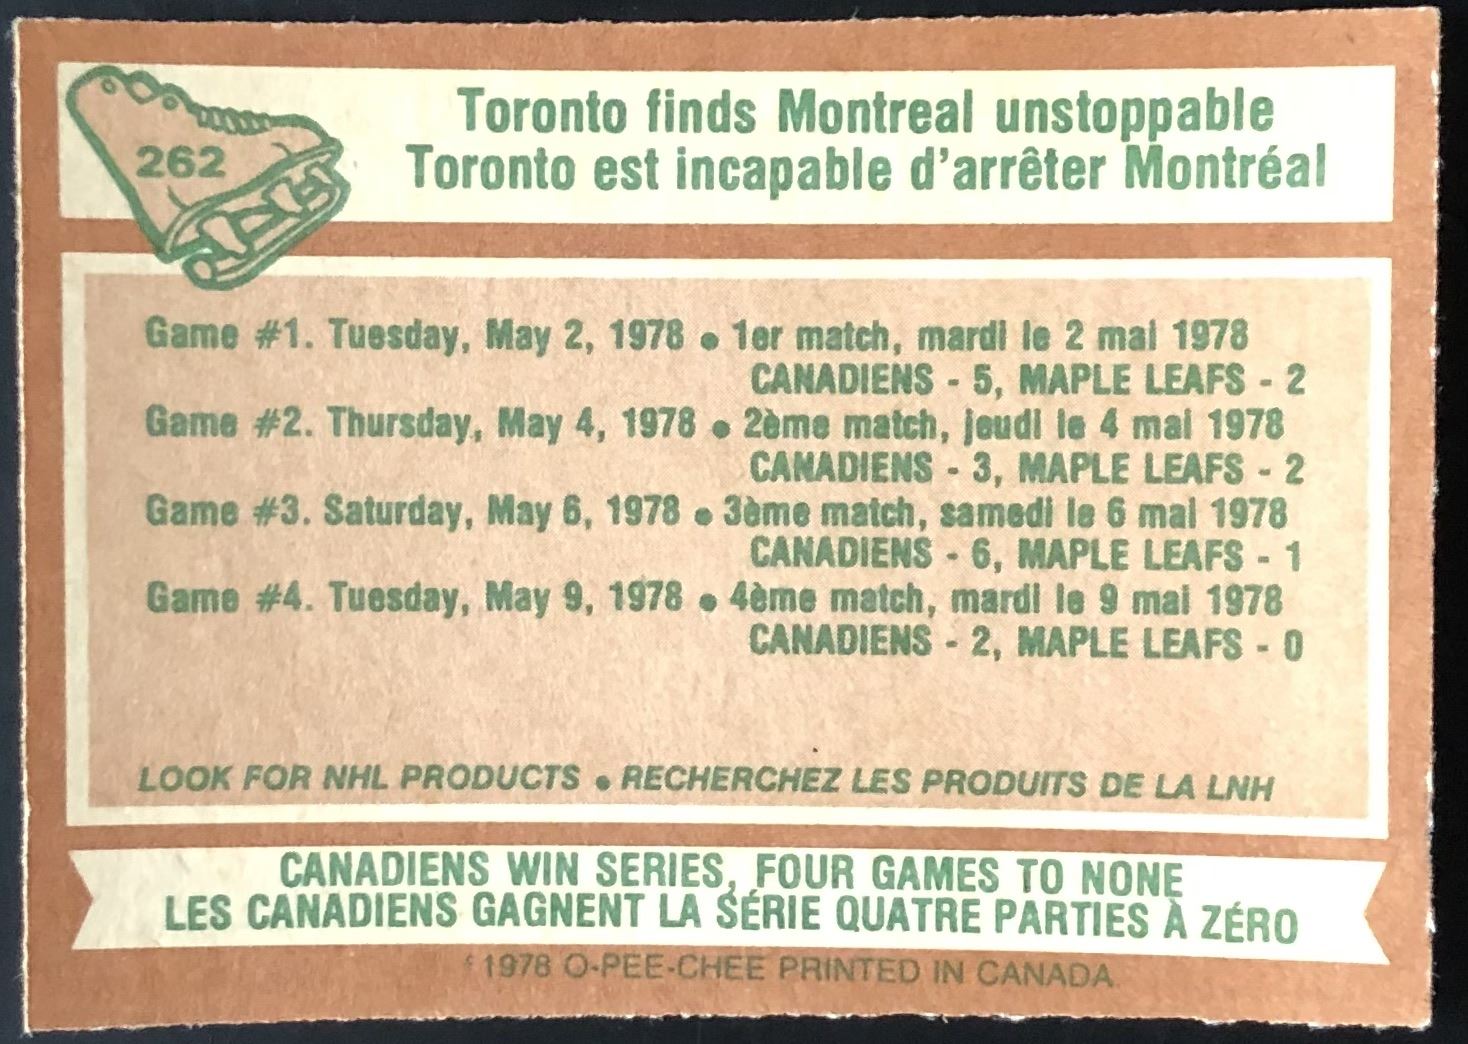 262
Toronto finds Montreal unstoppable
Toronto est incapable d'arrêter Montréal
Game #1. Tuesday, May 2, 1978 • 1er match, mardi le 2 mai 1978
CANADIENS - 5, MAPLE LEAFS - 2
Game #2. Thursday, May 4, 1978 • 2ème match, jeudi le 4 mai 1978
CANADIENS - 3, MAPLE LEAFS - 2
Game #3. Saturday, May 6, 1978 • 3ème match, samedi le 6 mai 1978
CANADIENS - 6, MAPLE LEAFS - 1
Game #4. Tuesday, May 9, 1978 • 4ème match, mardi le 9 mai 1978
CANADIENS - 2, MAPLE LEAFS - 0
LOOK FOR NHL PRODUCTS • RECHERCHEZ LES PRODUITS DE LA LNH
CANADIENS WIN SERIES, FOUR GAMES TO NONE
LES CANADIENS GAGNENT LA SÉRIE QUATRE PARTIES À ZÉRO
1978 O-PEE-CHEE PRINTED IN CANADA